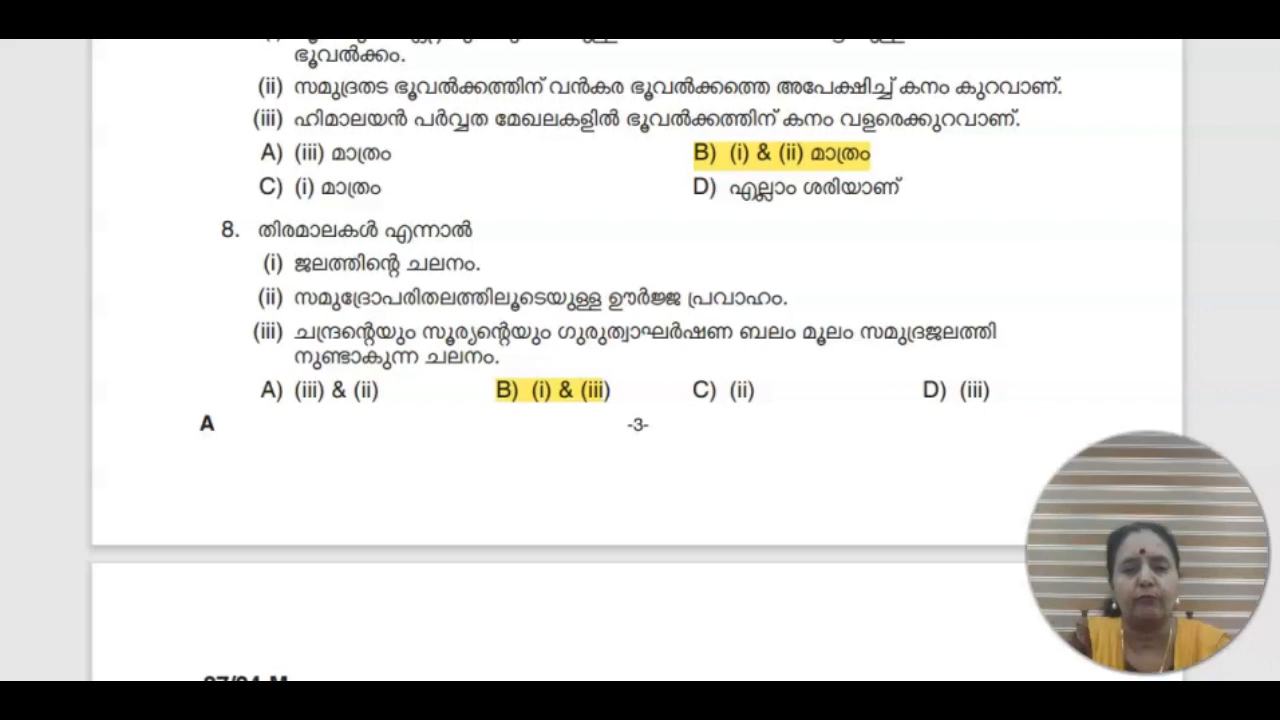 ഭൂവൽക്കം.
(ii) സമുദ്രതട ഭൂവൽക്കത്തിന് വൻകര ഭൂവൽക്കത്തെ അപേക്ഷിച്ച് കനം കുറവാണ്.
(iii) ഹിമാലയൻ പർവ്വത മേഖലകളിൽ ഭൂവൽക്കത്തിന് കനം വളരെക്കുറവാണ്.
A) (iii) മാത്രം B) (i) & (ii) മാത്രം
C) (i) മാത്രം D) എല്ലാം ശരിയാണ്
8. തിരമാലകൾ എന്നാൽ
(i) ജലത്തിന്റെ ചലനം.
(ii) സമുദ്രോപരിതലത്തിലൂടെയുള്ള ഊർജ്ജ പ്രവാഹം.
(iii) ചന്ദ്രന്റെയും സൂര്യന്റെയും ഗുരുത്വാഘർഷണ ബലം മൂലം സമുദ്രജലത്തി
നുണ്ടാകുന്ന ചലനം.
A) (iii) & (ii) B) (i) & (iii) C) (ii) D) (iii)
A -3-